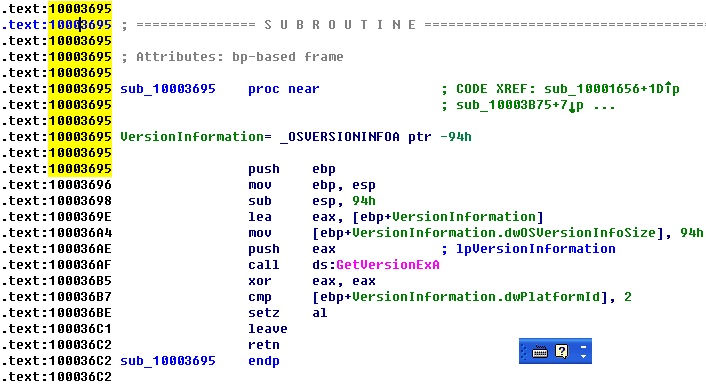 .text:10003695
.text:10003695 ; =============== S U B R O U T I N E =======================================
.text:10003695
.text:10003695 ; Attributes: bp-based frame
.text:10003695
.text:10003695 sub_10003695 proc near ; CODE XREF: sub_10001656+1D↑p
.text:10003695 ; sub_10003B75+7↓p ...
.text:10003695
.text:10003695 VersionInformation= _OSVERSIONINFOA ptr -94h
.text:10003695
.text:10003695 push ebp
.text:10003696 mov ebp, esp
.text:10003698 sub esp, 94h
.text:1000369E lea eax, [ebp+VersionInformation]
.text:100036A4 mov [ebp+VersionInformation.dwOSVersionInfoSize], 94h
.text:100036AE push eax ; lpVersionInformation
.text:100036AF call ds:GetVersionExA
.text:100036B5 xor eax, eax
.text:100036B7 cmp [ebp+VersionInformation.dwPlatformId], 2
.text:100036BE setz al
.text:100036C1 leave
.text:100036C2 retn
.text:100036C2 sub_10003695 endp
.text:100036C2